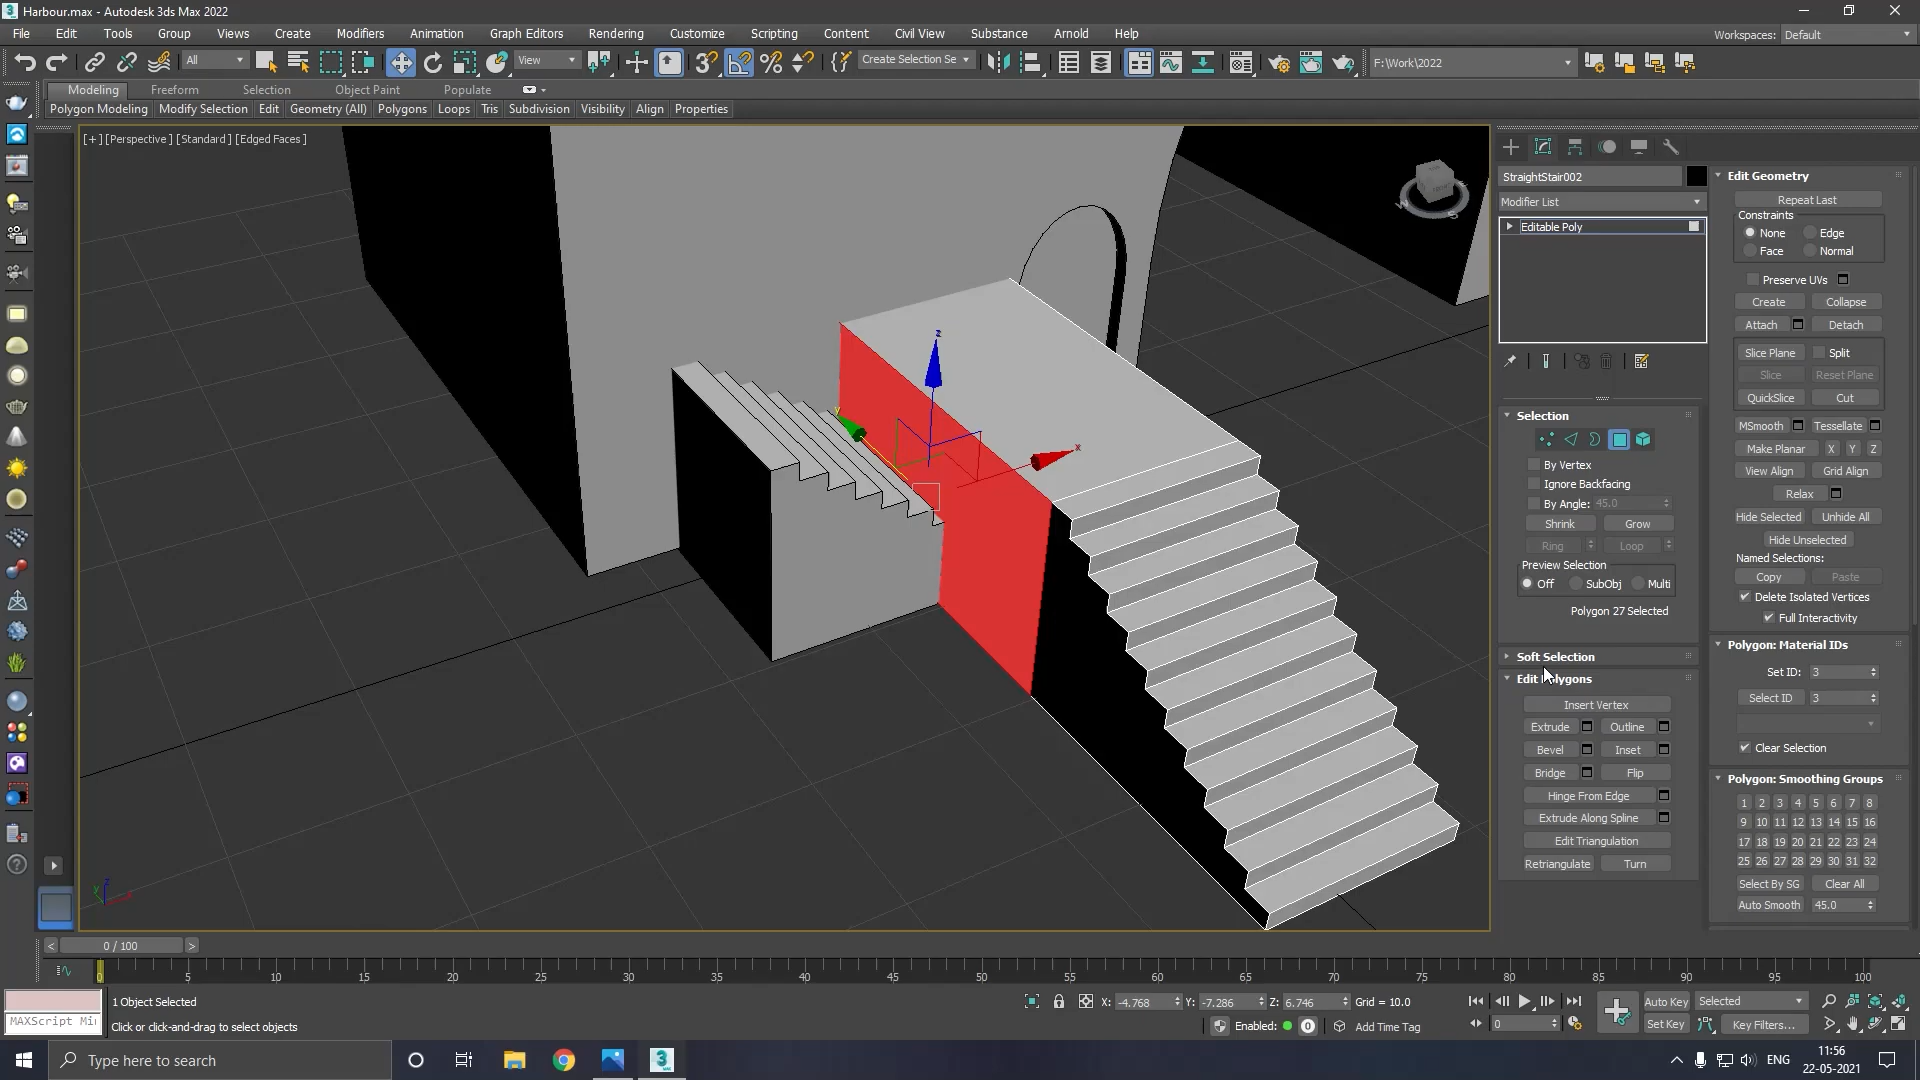 Harbour.max - Autodesk 3ds Max 2022
File Edit Tools Group Views Create Modifiers Animation Graph Editors Rendering Customize Scripting Content Civil View Substance Arnold Help
Workspaces: Default
All View Create Selection Se F:\Work\2022
Modeling Freeform Selection Object Paint Populate
Polygon Modeling Modify Selection Edit Geometry (All) Polygons Loops Tris Subdivision Visibility Align Properties
[+] [Perspective] [Standard] [Edged Faces]
StraightStair002
Modifier List
Editable Poly
Selection
By Vertex
Ignore Backfacing
By Angle: 45.0
Shrink Grow
Ring Loop
Preview Selection
Off SubObj Multi
Polygon 27 Selected
Soft Selection
Edit Polygons
Insert Vertex
Extrude Outline
Bevel Inset
Bridge Flip
Hinge From Edge
Extrude Along Spline
Edit Triangulation
Retriangulate Turn
Edit Geometry
Repeat Last
Constraints
None Edge
Face Normal
Preserve UVs
Create Collapse
Attach Detach
Slice Plane Split
Slice Reset Plane
QuickSlice Cut
MSmooth Tessellate
Make Planar X Y Z
View Align Grid Align
Relax
Hide Selected Unhide All
Hide Unselected
Named Selections:
Copy Paste
Delete Isolated Vertices
Full Interactivity
Polygon: Material IDs
Set ID: 3
Select ID 3
Clear Selection
Polygon: Smoothing Groups
1 2 3 4 5 6 7 8
9 10 11 12 13 14 15 16
17 18 19 20 21 22 23 24
25 26 27 28 29 30 31 32
Select By SG Clear All
Auto Smooth 45.0
z
y
x
< 0 / 100 >
0 5 10 15 20 25 30 35 40 45 50 55 60 65 70 75 80 85 90 95 100
1 Object Selected
X: -4.768 Y: -7.286 Z: 6.746 Grid = 10.0
Auto Key Selected
MAXScript Mi
Click or click-and-drag to select objects
Enabled: 0 Add Time Tag
0
Set Key Key Filters...
Type here to search
ENG
11:56
22-05-2021